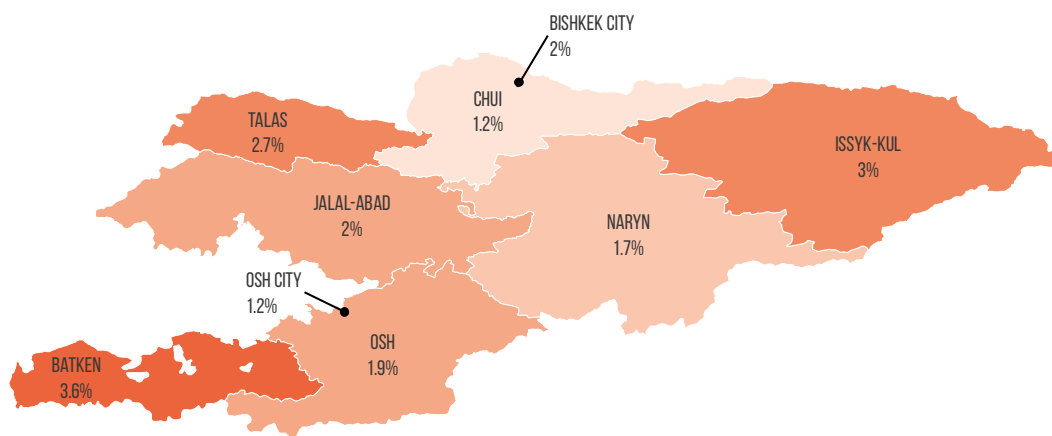 BISHKEK CITY
2%
CHUI
1.2%
TALAS
2.7%
ISSYK-KUL
3%
JALAL-ABAD
2%
NARYN
1.7%
OSH CITY
1.2%
OSH
1.9%
BATKEN
3.6%